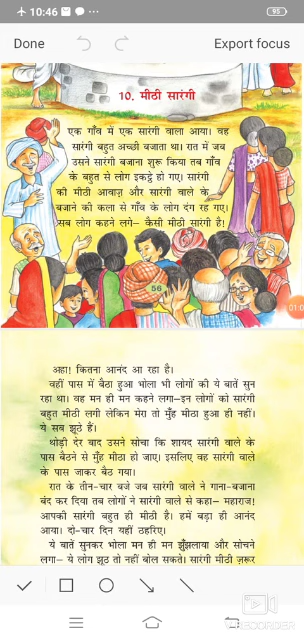 10:46
95
Done
Export focus
10. मीठी सारंगी
एक गाँव में एक सारंगी वाला आया। वह
सारंगी बहुत अच्छी बजाता था। रात में जब
उसने सारंगी बजाना शुरू किया तब गाँव
के बहुत से लोग इकट्ठे हो गए। सारंगी
की मीठी आवाज़ और सारंगी वाले के
बजाने की कला से गाँव के लोग दंग रह गए।
सब लोग कहने लगे– कैसी मीठी सारंगी है!
56
01:0
अहा! कितना आनंद आ रहा है।
वहीं पास में बैठा हुआ भोला भी लोगों की ये बातें सुन
रहा था। वह मन ही मन कहने लगा–इन लोगों को सारंगी
बहुत मीठी लगी लेकिन मेरा तो मुँह मीठा हुआ ही नहीं।
ये सब झूठे हैं।
थोड़ी देर बाद उसने सोचा कि शायद सारंगी वाले के
पास बैठने से मुँह मीठा हो जाए। इसलिए वह सारंगी वाले
के पास जाकर बैठ गया।
रात के तीन-चार बजे जब सारंगी वाले ने गाना-बजाना
बंद कर दिया तब लोगों ने सारंगी वाले से कहा– महाराज!
आपकी सारंगी बहुत ही मीठी है। हमें बड़ा ही आनंद
आया। दो-चार दिन यहीं ठहरिए।
ये बातें सुनकर भोला मन ही मन झुँझलाया और सोचने
लगा– ये लोग झूठ तो नहीं बोल सकते। सारंगी मीठी ज़रूर